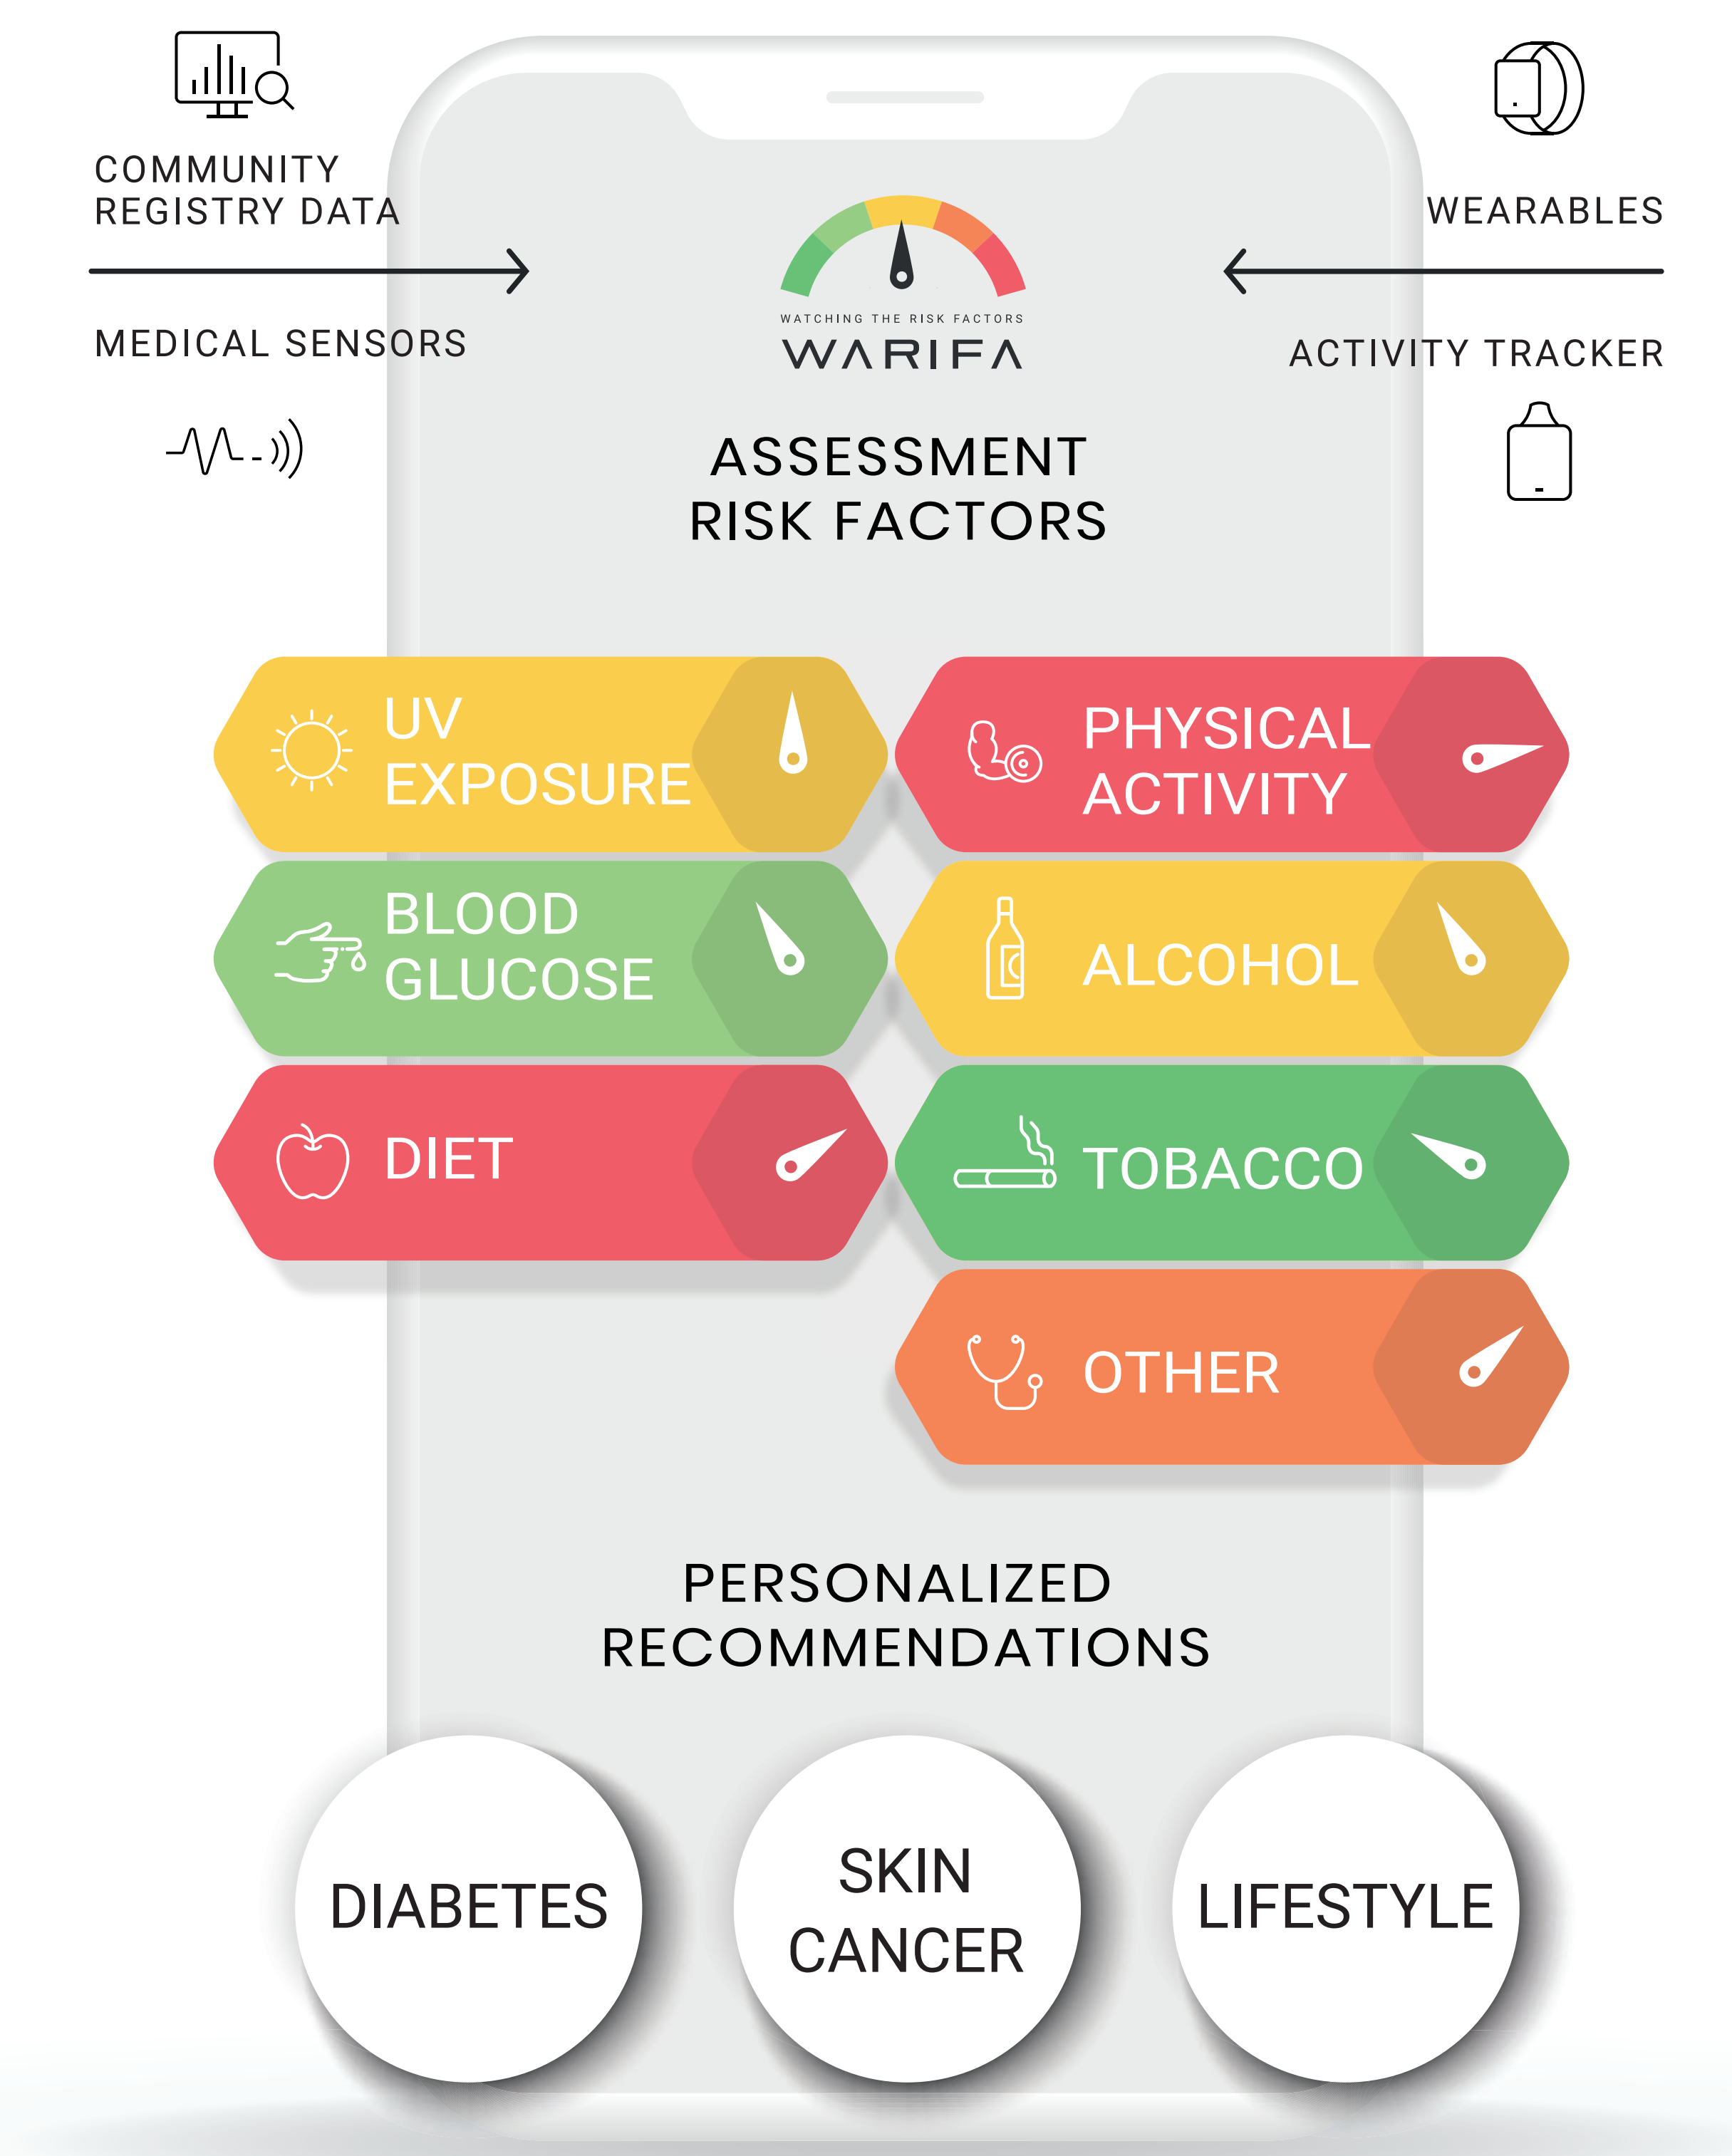 COMMUNITY
REGISTRY DATA
MEDICAL SENSORS
WEARABLES
ACTIVITY TRACKER
WATCHING THE RISK FACTORS
WARIFA
ASSESSMENT
RISK FACTORS
UV
EXPOSURE
PHYSICAL
ACTIVITY
BLOOD
GLUCOSE
ALCOHOL
DIET
TOBACCO
OTHER
PERSONALIZED
RECOMMENDATIONS
DIABETES
SKIN
CANCER
LIFESTYLE